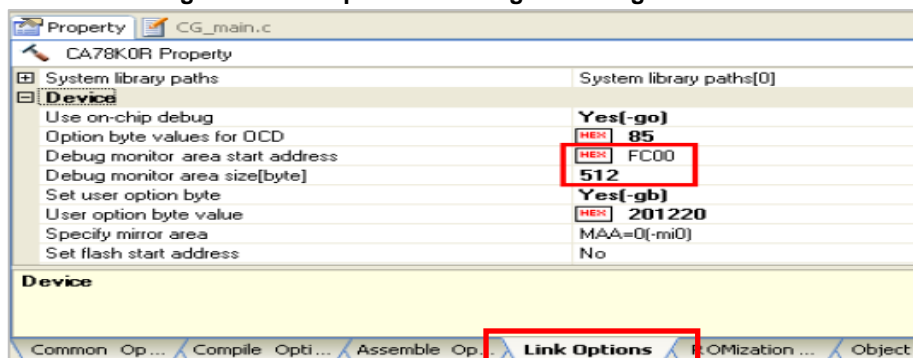 Property CG_main.c
CA78K0R Property
System library paths System library paths[0]
Device
Use on-chip debug Yes(-go)
Option byte values for OCD HEX 85
Debug monitor area start address HEX FC00
Debug monitor area size[byte] 512
Set user option byte Yes(-gb)
User option byte value HEX 201220
Specify mirror area MAA=0(-mi0)
Set flash start address No
Device
Common Op... Compile Opti... Assemble Op... Link Options ROMization ... Object